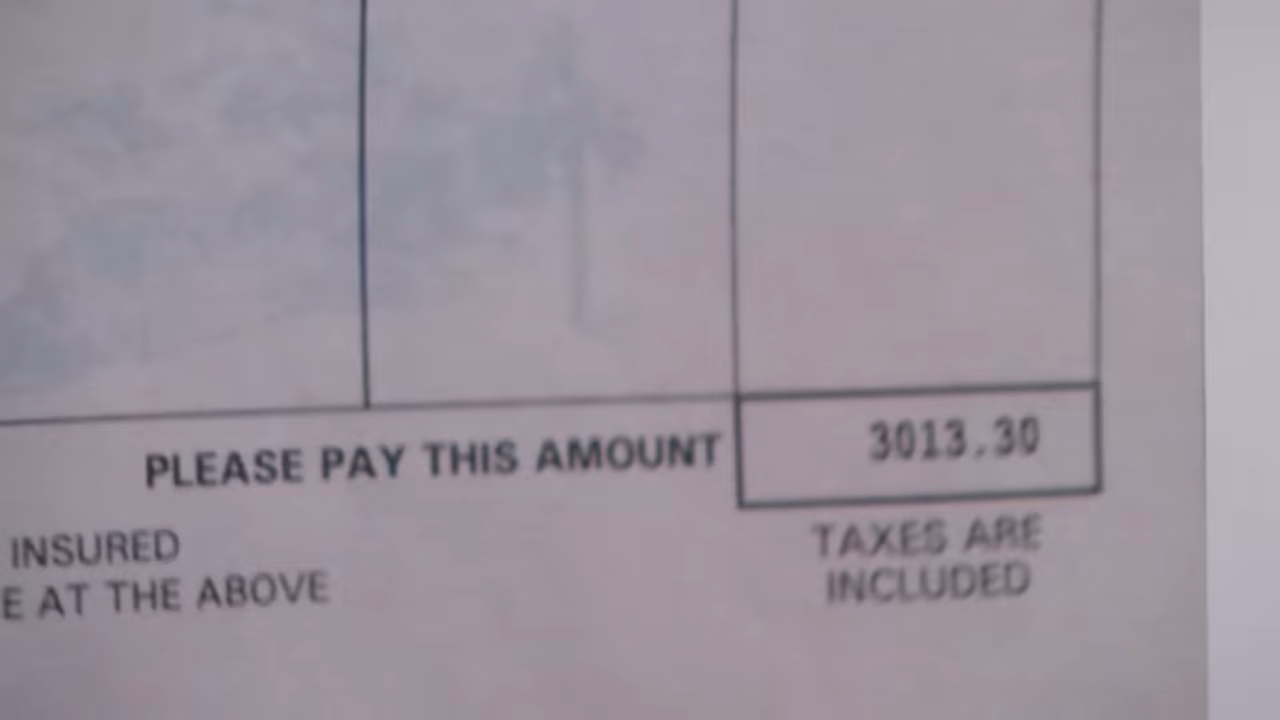 PLEASE PAY THIS AMOUNT 3013.30
INSURED
E AT THE ABOVE
TAXES ARE
INCLUDED